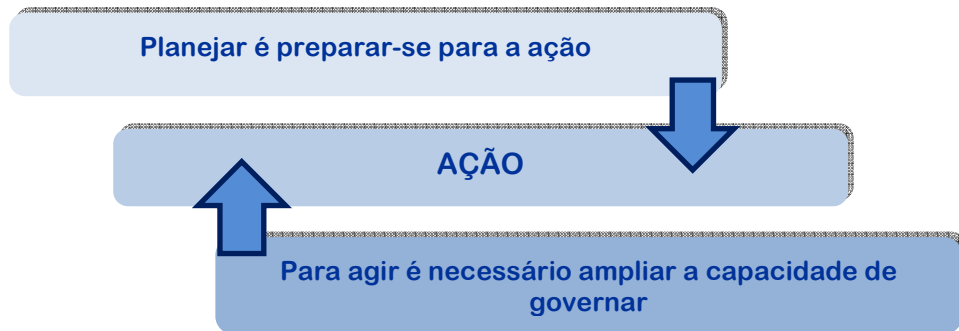 Planejar é preparar-se para a ação
AÇÃO
Para agir é necessário ampliar a capacidade de
governar